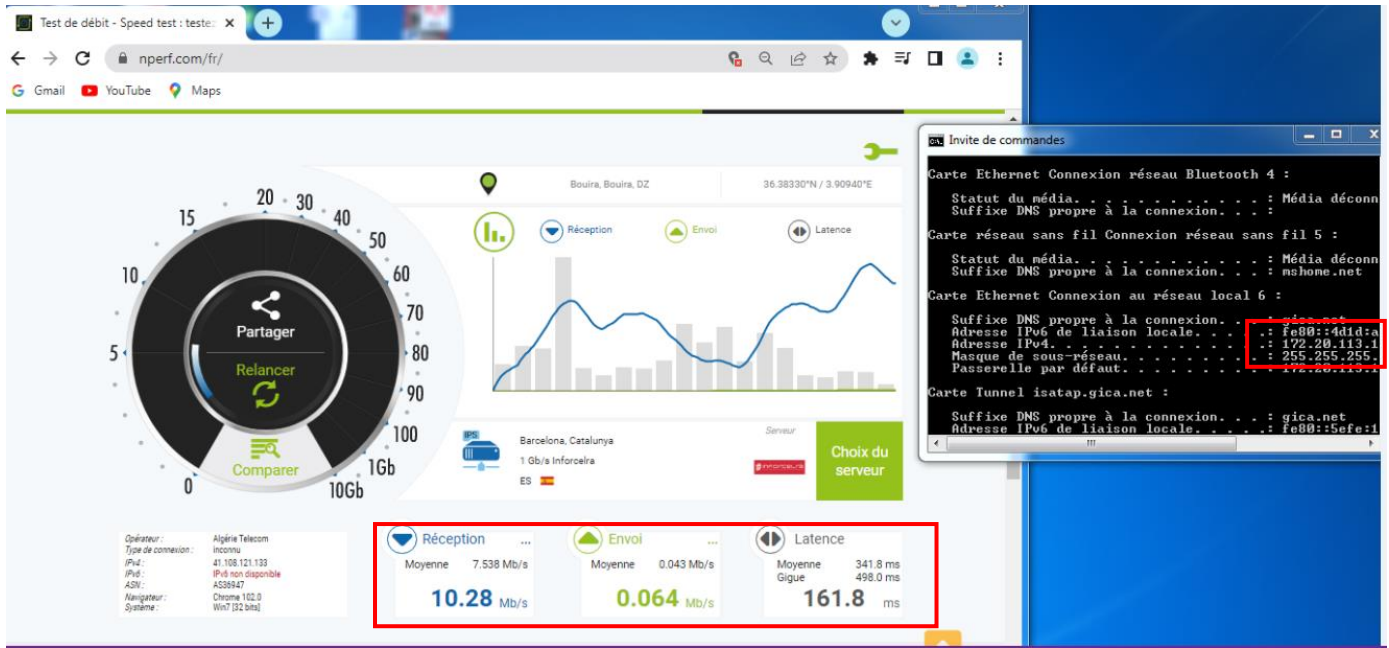 Test de débit - Speed test : teste:
nperf.com/fr/
Gmail YouTube Maps
Bouira, Bouira, DZ 36.38330°N / 3.90940°E
Réception Envoi Latence
0 5 10 15 20 30 40 50 60 70 80 90 100 1Gb 10Gb
Partager
Relancer
Comparer
IPS
Barcelona, Catalunya
1 Gb/s Inforcelra
ES
Serveur
Choix du
serveur
Opérateur : Algérie Telecom
Type de connexion : inconnu
IPv4 : 41.108.121.133
IPv6 : IPv6 non disponible
ASN : AS36947
Navigateur : Chrome 102.0
Système : Win7 [32 bits]
Réception ...
Moyenne 7.538 Mb/s
10.28 Mb/s
Envoi ...
Moyenne 0.043 Mb/s
0.064 Mb/s
Latence
Moyenne 341.8 ms
Gigue 498.0 ms
161.8 ms
Invite de commandes
Carte Ethernet Connexion réseau Bluetooth 4 :
Statut du média. . . . . . . . . . . . : Média déconn
Suffixe DNS propre à la connexion. . . :
Carte réseau sans fil Connexion réseau sans fil 5 :
Statut du média. . . . . . . . . . . . : Média déconn
Suffixe DNS propre à la connexion. . . : mshome.net
Carte Ethernet Connexion au réseau local 6 :
Suffixe DNS propre à la connexion. . . : gica.net
Adresse IPv6 de liaison locale. . . . .: fe80::4d1d:a
Adresse IPv4. . . . . . . . . . . . . .: 172.20.113.1
Masque de sous-réseau. . . . . . . . . : 255.255.255.
Passerelle par défaut. . . . . . . . . : 172.20.113.1
Carte Tunnel isatap.gica.net :
Suffixe DNS propre à la connexion. . . : gica.net
Adresse IPv6 de liaison locale. . . . .: fe80::5efe:1